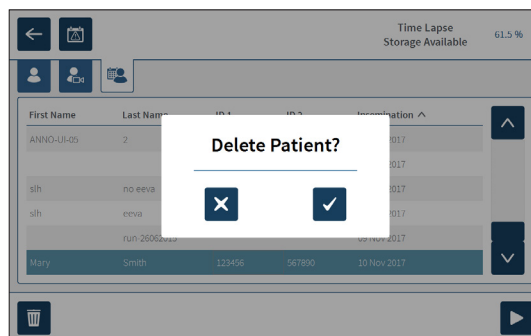 Time Lapse
Storage Available
61.5 %
First Name Last Name ID 1 ID 2 Insemination
ANNO-UI-05 2 2017
2017
slh no eeva 2017
slh eeva 2017
run-26062015 09 Nov 2017
Mary Smith 123456 567890 10 Nov 2017
Delete Patient?